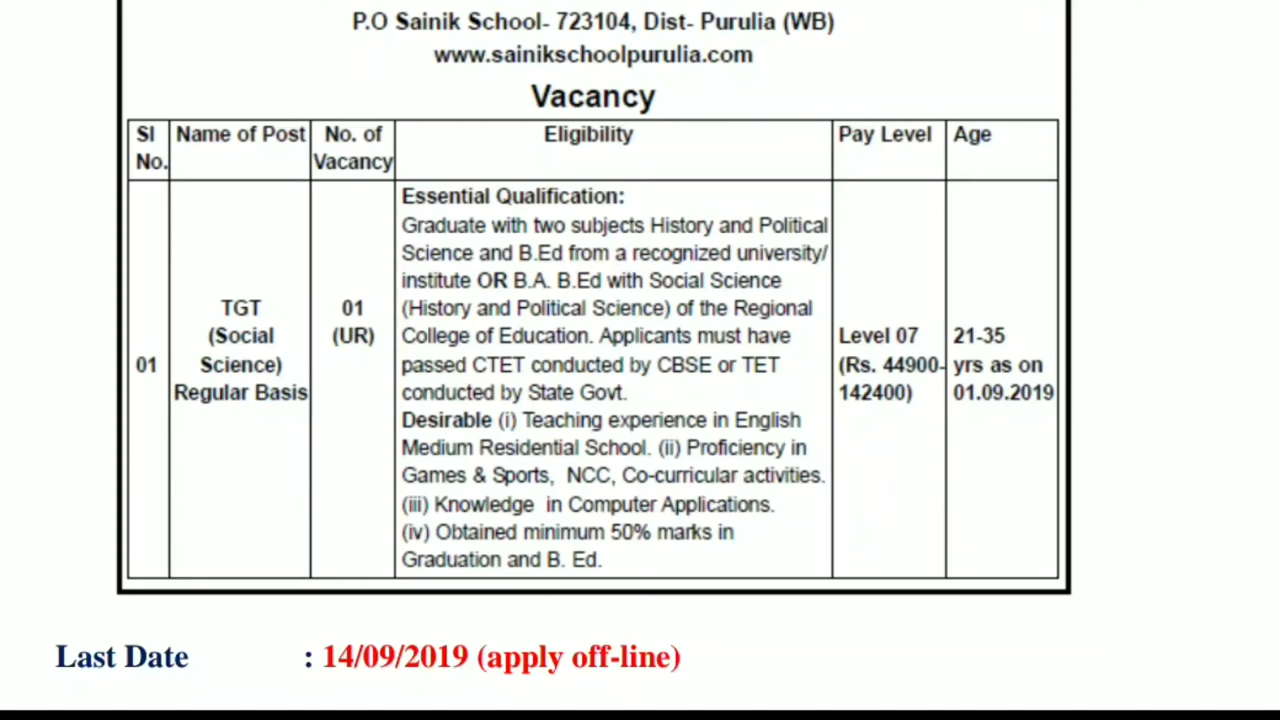 P.O Sainik School- 723104, Dist- Purulia (WB)
www.sainikschoolpurulia.com
Vacancy
Sl No.
Name of Post
No. of Vacancy
Eligibility
Pay Level
Age
01
TGT
(Social
Science)
Regular Basis
01
(UR)
Essential Qualification:
Graduate with two subjects History and Political
Science and B.Ed from a recognized university/
institute OR B.A. B.Ed with Social Science
(History and Political Science) of the Regional
College of Education. Applicants must have
passed CTET conducted by CBSE or TET
conducted by State Govt.
Desirable (i) Teaching experience in English
Medium Residential School. (ii) Proficiency in
Games & Sports, NCC, Co-curricular activities.
(iii) Knowledge in Computer Applications.
(iv) Obtained minimum 50% marks in
Graduation and B. Ed.
Level 07
(Rs. 44900-
142400)
21-35
yrs as on
01.09.2019
Last Date : 14/09/2019 (apply off-line)